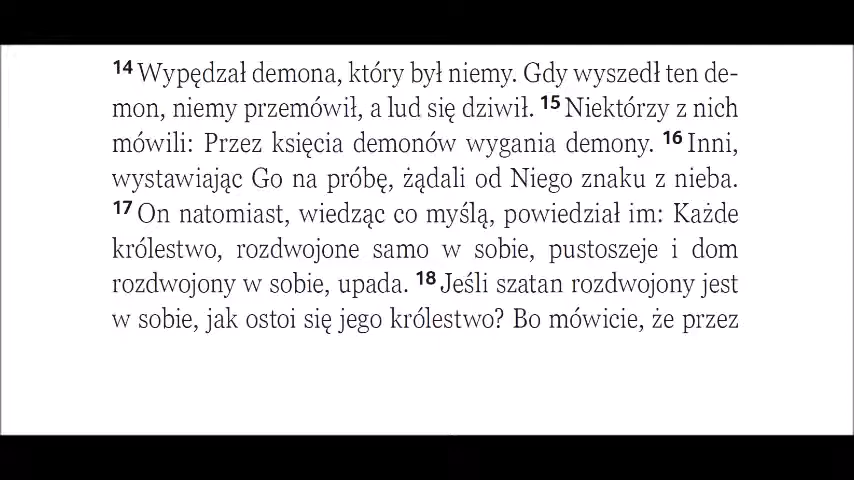 14 Wypędzał demona, który był niemy. Gdy wyszedł ten de-
mon, niemy przemówił, a lud się dziwił. 15 Niektórzy z nich
mówili: Przez księcia demonów wygania demony. 16 Inni,
wystawiając Go na próbę, żądali od Niego znaku z nieba.
17 On natomiast, wiedząc co myślą, powiedział im: Każde
królestwo, rozdwojone samo w sobie, pustoszeje i dom
rozdwojony w sobie, upada. 18 Jeśli szatan rozdwojony jest
w sobie, jak ostoi się jego królestwo? Bo mówicie, że przez